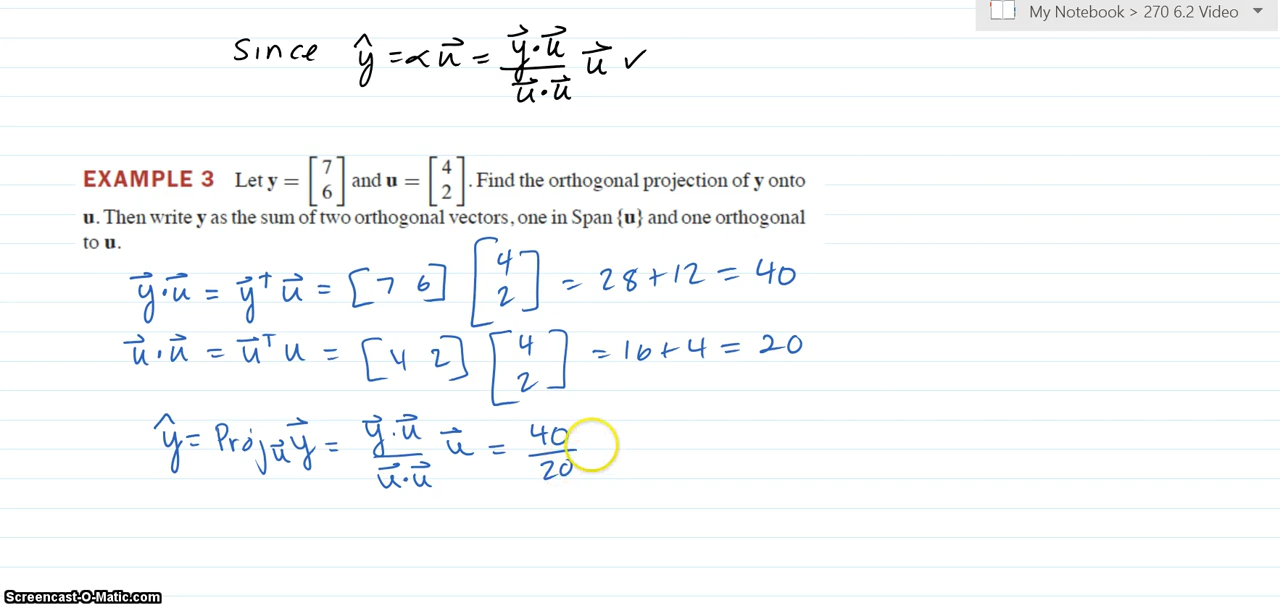 My Notebook > 270 6.2 Video
Since ŷ = α u⃗ = (y⃗·u⃗)/(u⃗·u⃗) u⃗ ✓
EXAMPLE 3 Let y = [7 6] and u = [4 2]. Find the orthogonal projection of y onto
u. Then write y as the sum of two orthogonal vectors, one in Span {u} and one orthogonal
to u.
y⃗·u⃗ = y⃗ᵀ u⃗ = [7 6] [4 2] = 28 + 12 = 40
u⃗·u⃗ = u⃗ᵀ u = [4 2] [4 2] = 16 + 4 = 20
ŷ = Proj_u⃗ y⃗ = (y⃗·u⃗)/(u⃗·u⃗) u⃗ = 40/20
Screencast-O-Matic.com